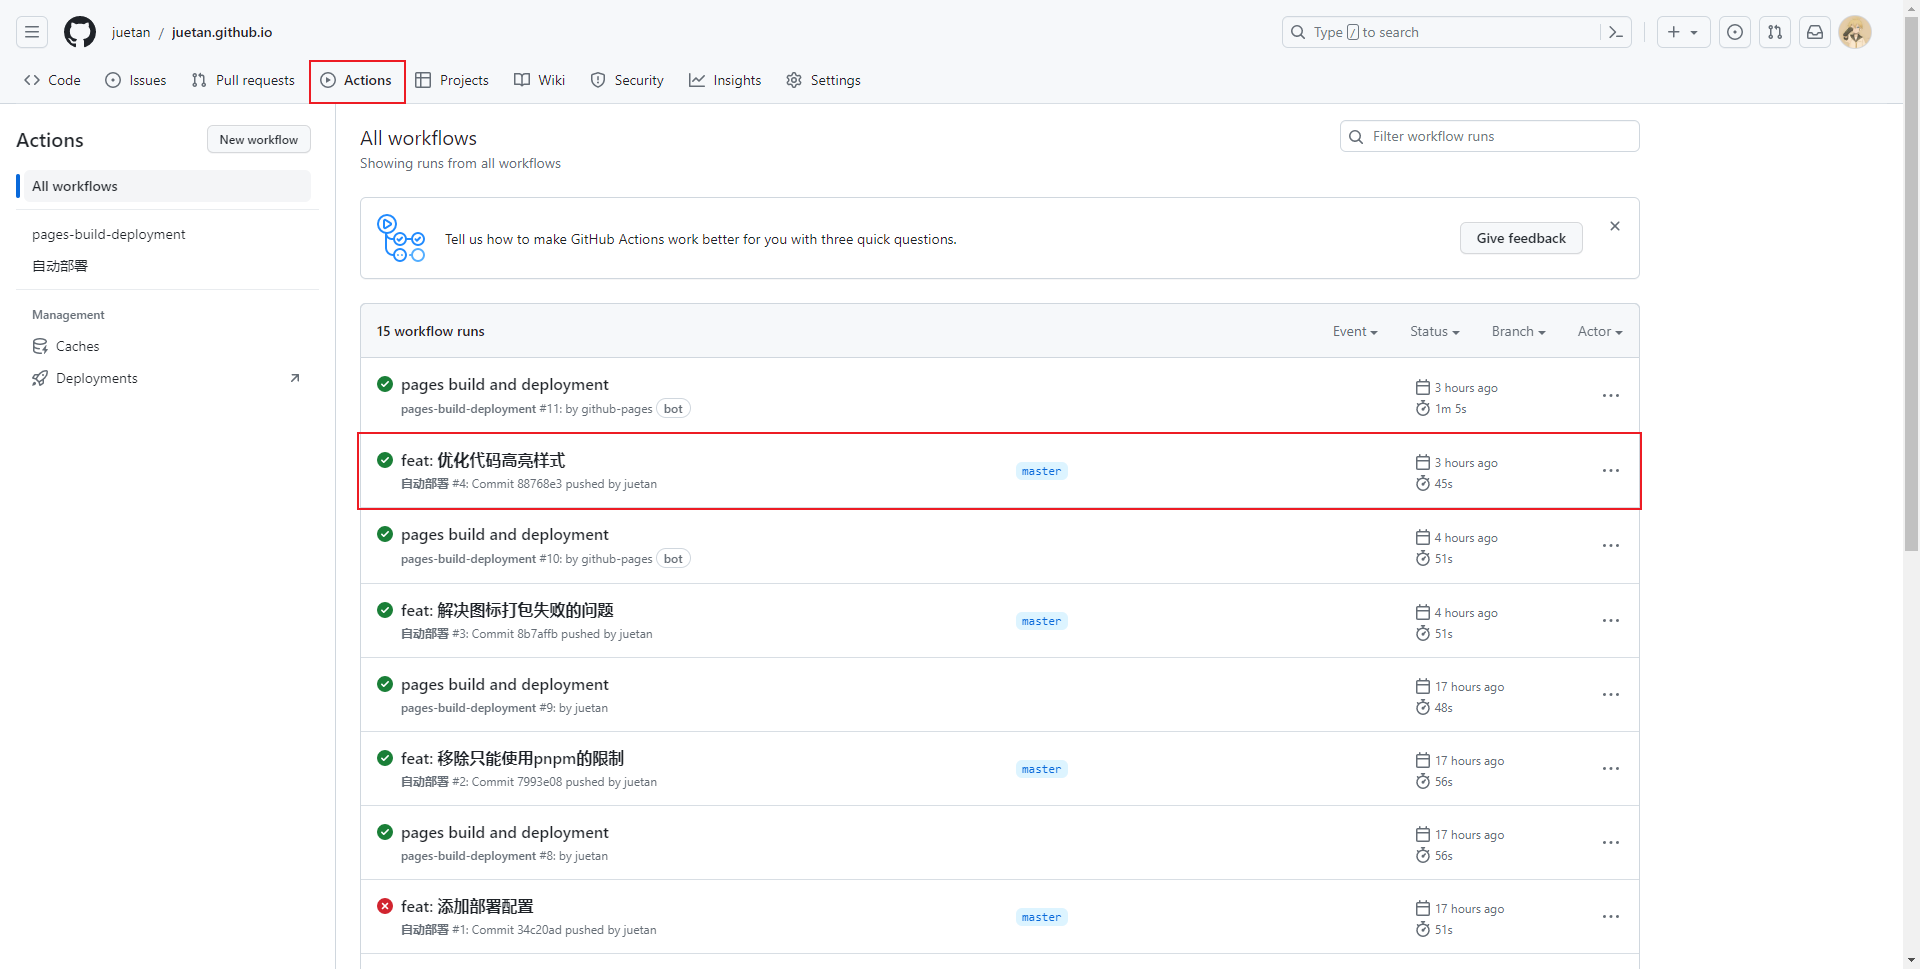 juetan / juetan.github.io
Type / to search
Code Issues Pull requests Actions Projects Wiki Security Insights Settings
Actions
New workflow
All workflows
pages-build-deployment
自动部署
Management
Caches
Deployments
All workflows
Showing runs from all workflows
Filter workflow runs
Tell us how to make GitHub Actions work better for you with three quick questions.
Give feedback
15 workflow runs
Event Status Branch Actor
pages build and deployment
pages-build-deployment #11: by github-pages bot
3 hours ago
1m 5s
feat: 优化代码高亮样式
自动部署 #4: Commit 88768e3 pushed by juetan
master
3 hours ago
45s
pages build and deployment
pages-build-deployment #10: by github-pages bot
4 hours ago
51s
feat: 解决图标打包失败的问题
自动部署 #3: Commit 8b7affb pushed by juetan
master
4 hours ago
51s
pages build and deployment
pages-build-deployment #9: by juetan
17 hours ago
48s
feat: 移除只能使用pnpm的限制
自动部署 #2: Commit 7993e08 pushed by juetan
master
17 hours ago
56s
pages build and deployment
pages-build-deployment #8: by juetan
17 hours ago
56s
feat: 添加部署配置
自动部署 #1: Commit 34c20ad pushed by juetan
master
17 hours ago
51s